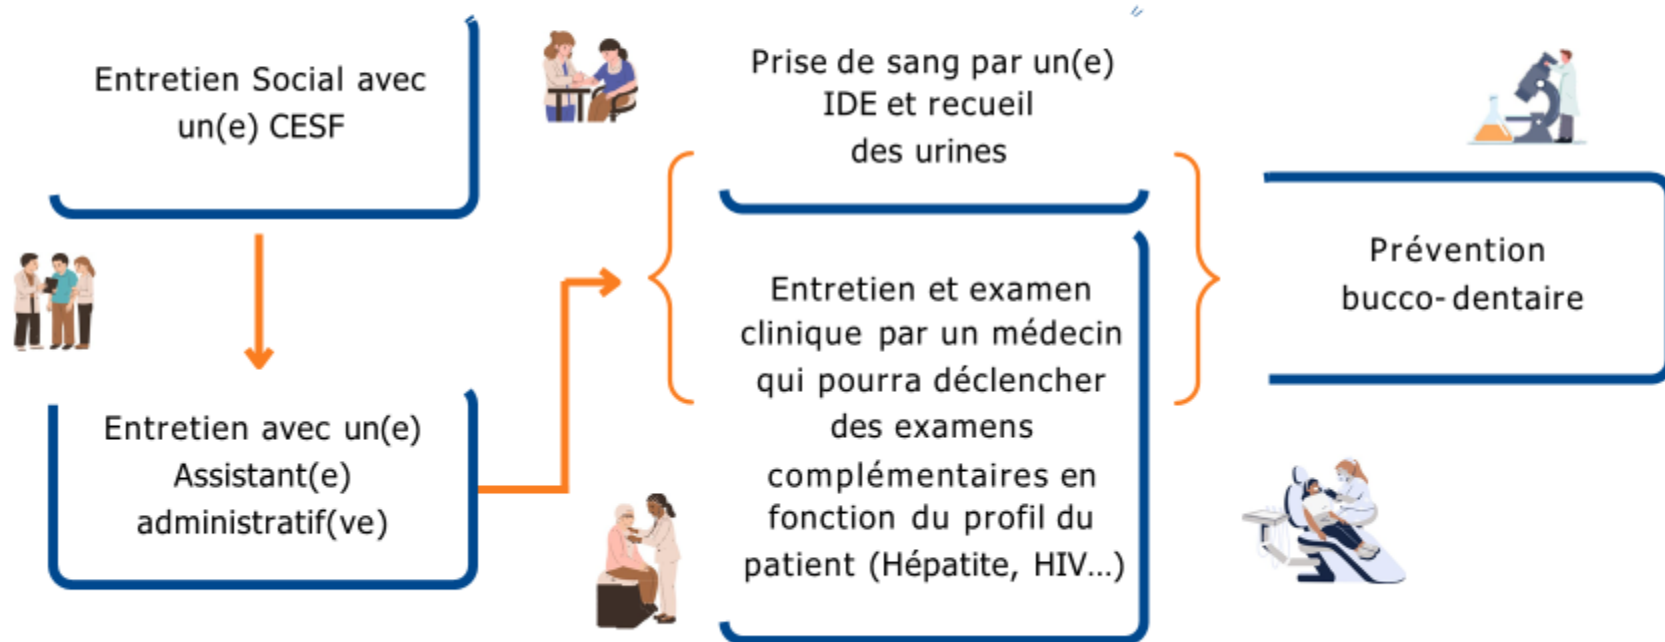 Entretien Social avec
un(e) CESF
Entretien avec un(e)
Assistant(e)
administratif(ve)
Prise de sang par un(e)
IDE et recueil
des urines
Entretien et examen
clinique par un médecin
qui pourra déclencher
des examens
complémentaires en
fonction du profil du
patient (Hépatite, HIV...)
Prévention
bucco-dentaire